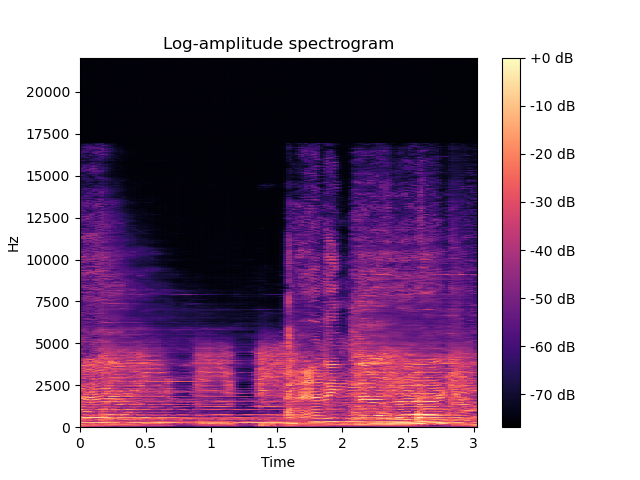 Log-amplitude spectrogram
Hz
20000
17500
15000
12500
10000
7500
5000
2500
0
0 0.5 1 1.5 2 2.5 3
Time
+0 dB
-10 dB
-20 dB
-30 dB
-40 dB
-50 dB
-60 dB
-70 dB